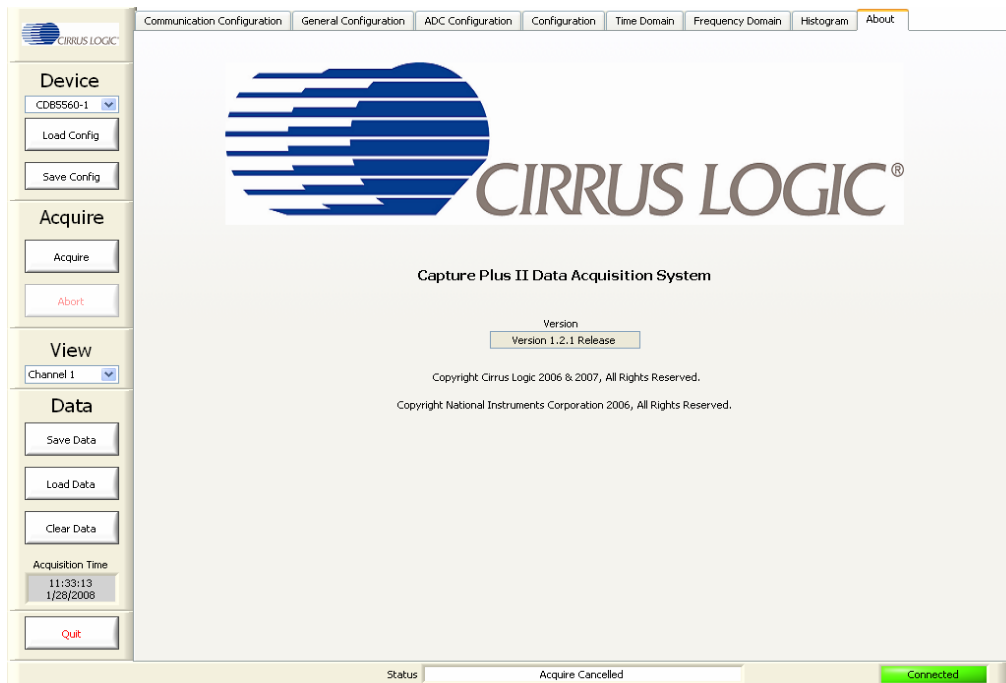 Communication Configuration
General Configuration
ADC Configuration
Configuration
Time Domain
Frequency Domain
Histogram
About
CIRRUS LOGIC®
Device
CDB5560-1
Load Config
Save Config
Acquire
Acquire
Abort
View
Channel 1
Data
Save Data
Load Data
Clear Data
Acquisition Time
11:33:13
1/28/2008
Quit
CIRRUS LOGIC®
Capture Plus II Data Acquisition System
Version
Version 1.2.1 Release
Copyright Cirrus Logic 2006 & 2007, All Rights Reserved.
Copyright National Instruments Corporation 2006, All Rights Reserved.
Status
Acquire Cancelled
Connected